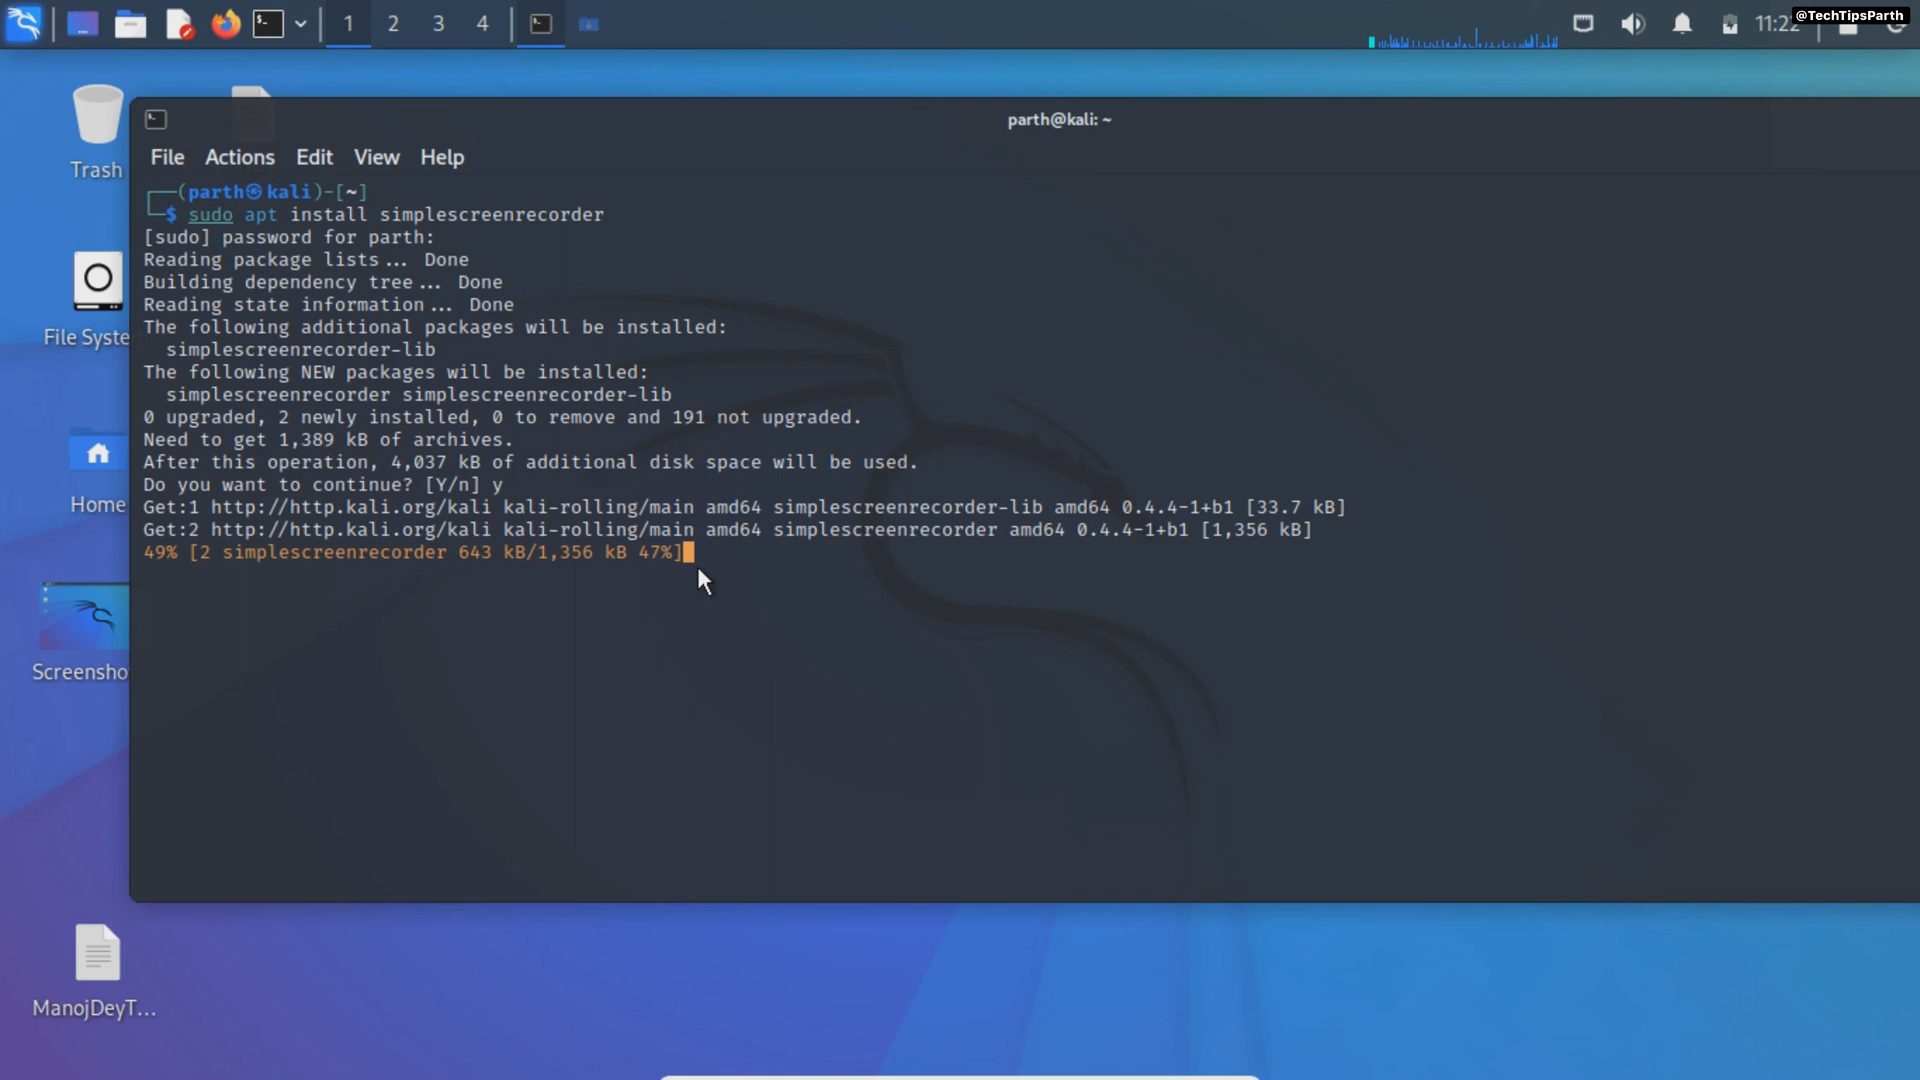 1 2 3 4
11:22
@TechTipsParth
Trash
File Syste
Home
Screensho
ManojDeyT...
parth@kali: ~
File Actions Edit View Help
┌──(parth㉿kali)-[~]
└─$ sudo apt install simplescreenrecorder
[sudo] password for parth:
Reading package lists... Done
Building dependency tree... Done
Reading state information... Done
The following additional packages will be installed:
simplescreenrecorder-lib
The following NEW packages will be installed:
simplescreenrecorder simplescreenrecorder-lib
0 upgraded, 2 newly installed, 0 to remove and 191 not upgraded.
Need to get 1,389 kB of archives.
After this operation, 4,037 kB of additional disk space will be used.
Do you want to continue? [Y/n] y
Get:1 http://http.kali.org/kali kali-rolling/main amd64 simplescreenrecorder-lib amd64 0.4.4-1+b1 [33.7 kB]
Get:2 http://http.kali.org/kali kali-rolling/main amd64 simplescreenrecorder amd64 0.4.4-1+b1 [1,356 kB]
49% [2 simplescreenrecorder 643 kB/1,356 kB 47%]